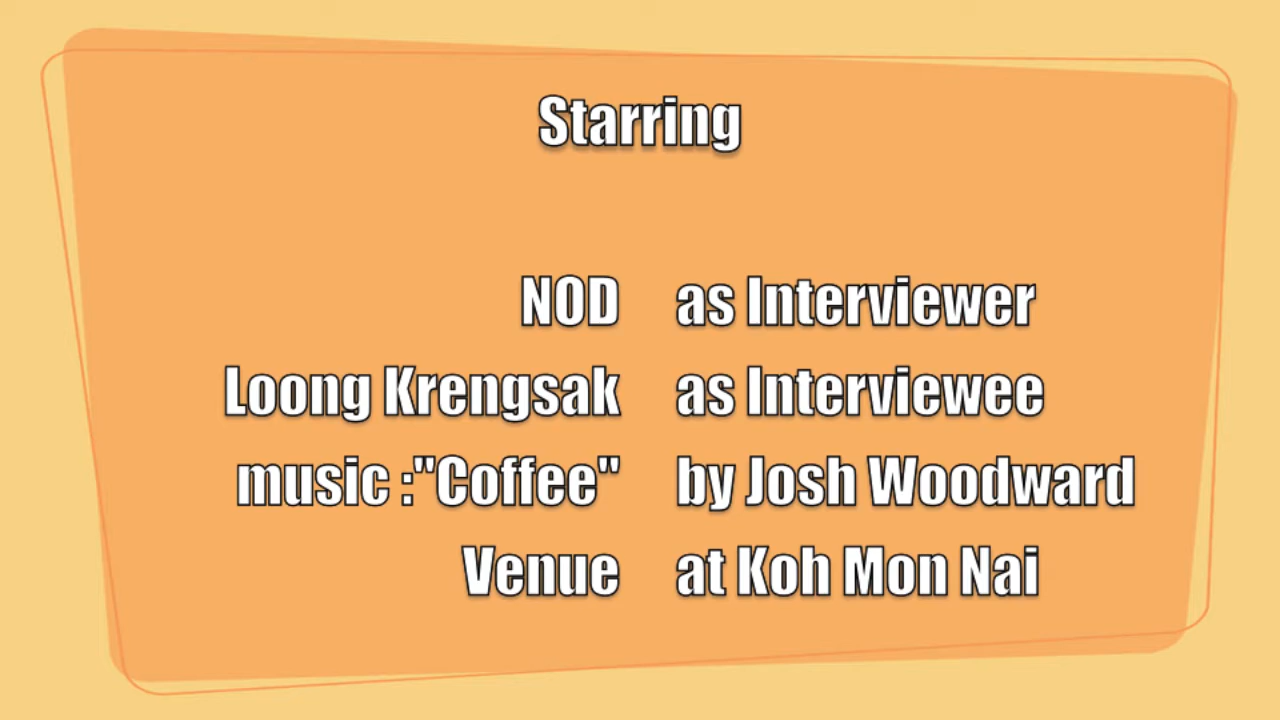 Starring
NOD as Interviewer
Loong Krengsak as Interviewee
music :"Coffee" by Josh Woodward
Venue at Koh Mon Nai